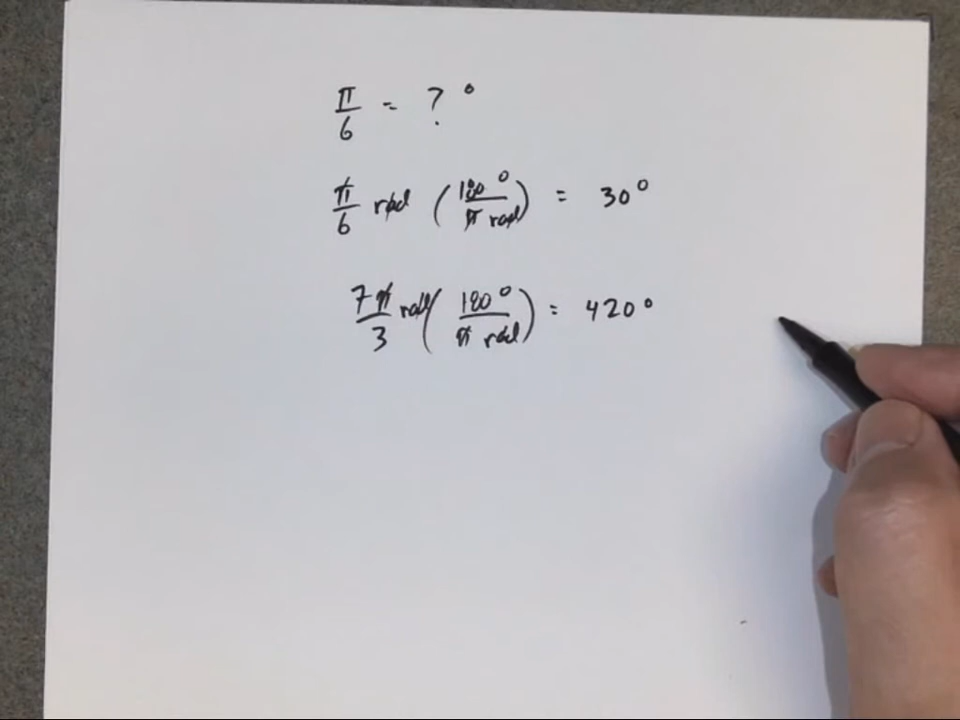 π/6 = ? °
π/6 rad (180°/π rad) = 30°
7π/3 rad (180°/π rad) = 420°